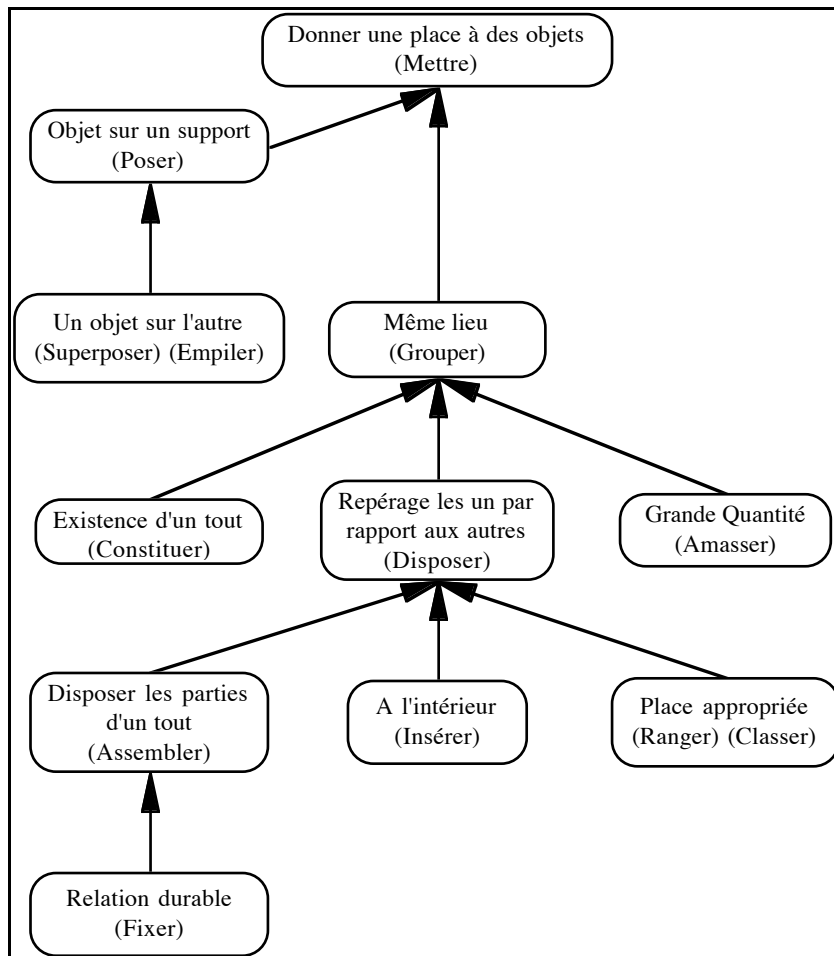 Donner une place à des objets
(Mettre)
Objet sur un support
(Poser)
Un objet sur l'autre
(Superposer) (Empiler)
Même lieu
(Grouper)
Existence d'un tout
(Constituer)
Repérage les un par
rapport aux autres
(Disposer)
Grande Quantité
(Amasser)
Disposer les parties
d'un tout
(Assembler)
A l'intérieur
(Insérer)
Place appropriée
(Ranger) (Classer)
Relation durable
(Fixer)